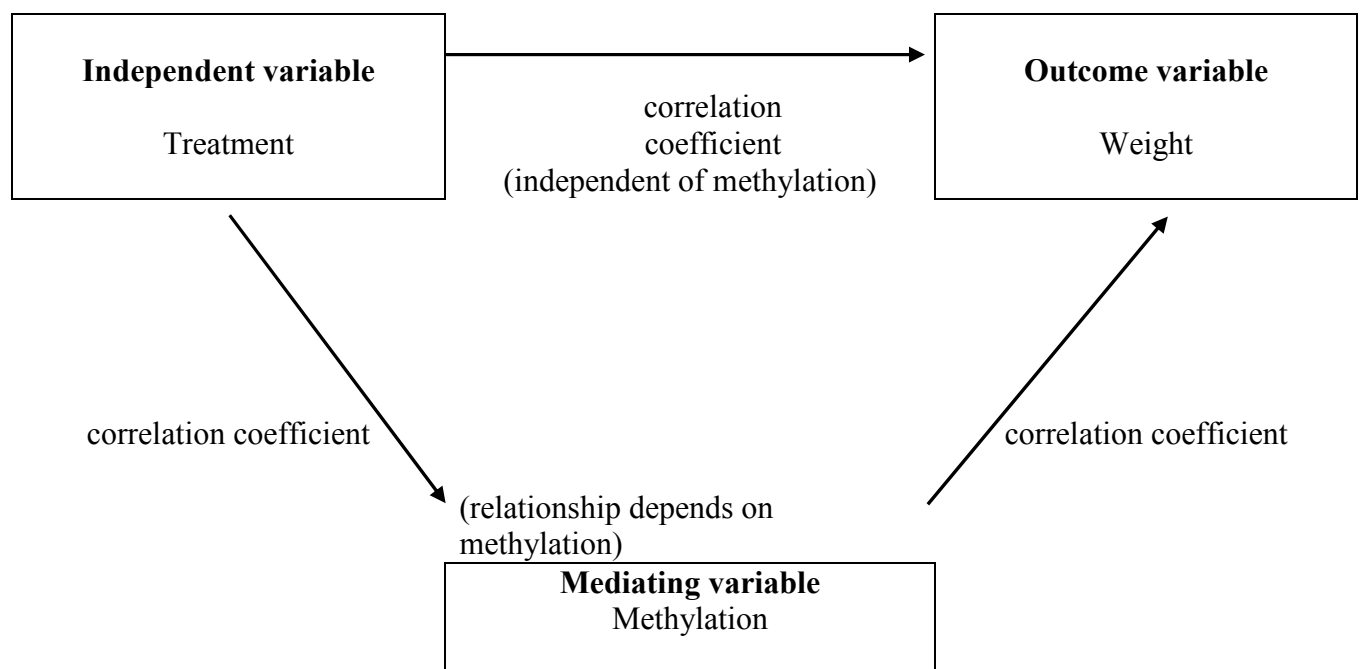 Independent variable
Treatment
correlation
coefficient
(independent of methylation)
Outcome variable
Weight
correlation coefficient
correlation coefficient
(relationship depends on
methylation)
Mediating variable
Methylation